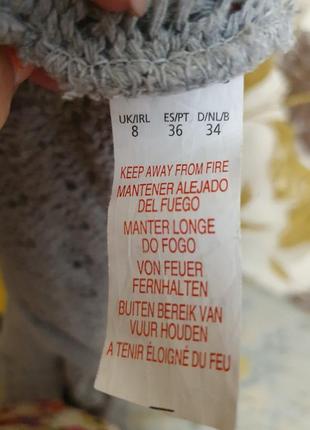 UK/IRL ES/PT D/NL/B
8 36 34
KEEP AWAY FROM FIRE
MANTENER ALEJADO
DEL FUEGO
MANTER LONGE
DO FOGO
VON FEUER
FERNHALTEN
BUITEN BEREIK VAN
VUUR HOUDEN
A TENIR ÉLOIGNÉ DU FEU